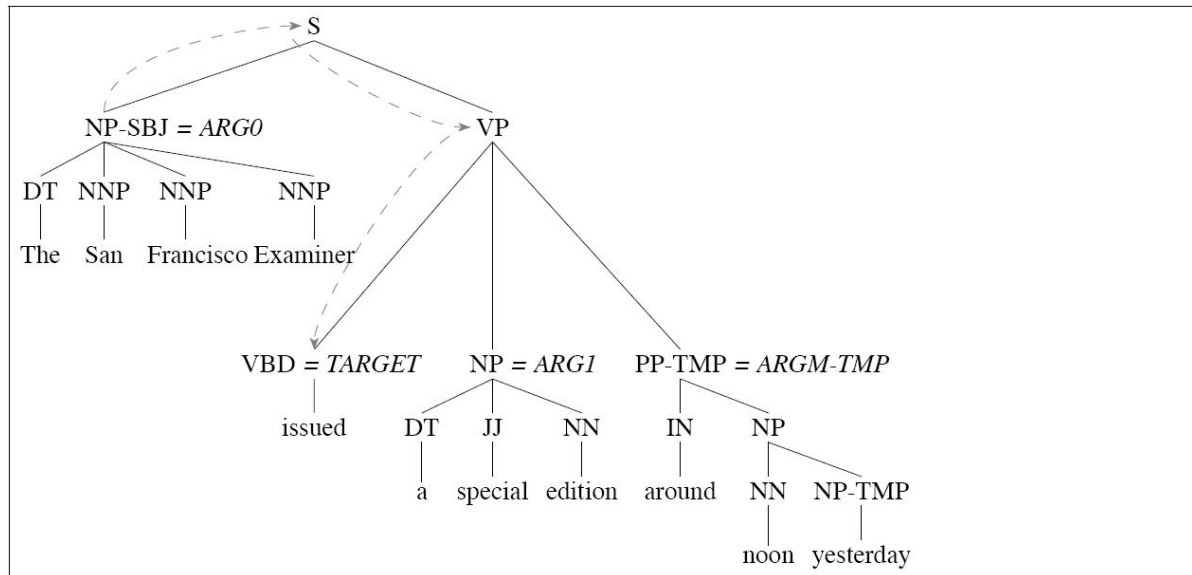 S
NP-SBJ = ARG0 VP
DT NNP NNP NNP
The San Francisco Examiner
VBD = TARGET NP = ARG1 PP-TMP = ARGM-TMP
issued DT JJ NN IN NP
a special edition around NN NP-TMP
noon yesterday